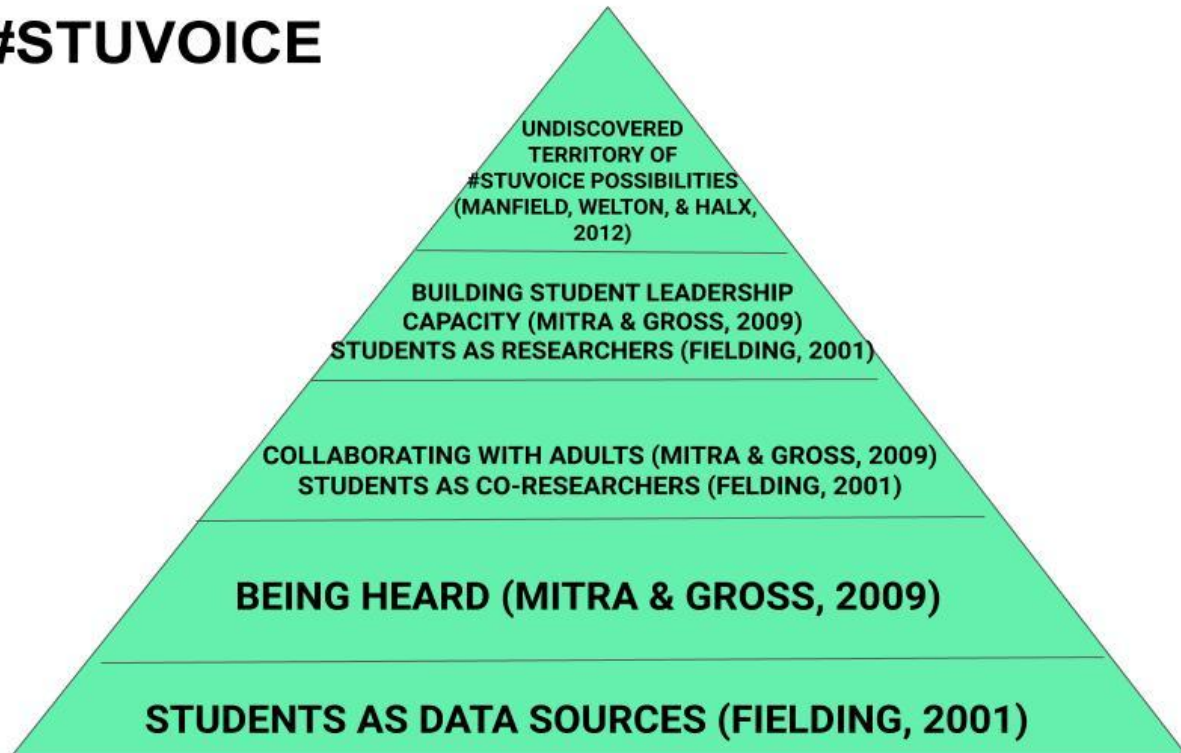 #STUVOICE
UNDISCOVERED
TERRITORY OF
#STUVOICE POSSIBILITIES
(MANFIELD, WELTON, & HALX,
2012)
BUILDING STUDENT LEADERSHIP
CAPACITY (MITRA & GROSS, 2009)
STUDENTS AS RESEARCHERS (FIELDING, 2001)
COLLABORATING WITH ADULTS (MITRA & GROSS, 2009)
STUDENTS AS CO-RESEARCHERS (FELDING, 2001)
BEING HEARD (MITRA & GROSS, 2009)
STUDENTS AS DATA SOURCES (FIELDING, 2001)